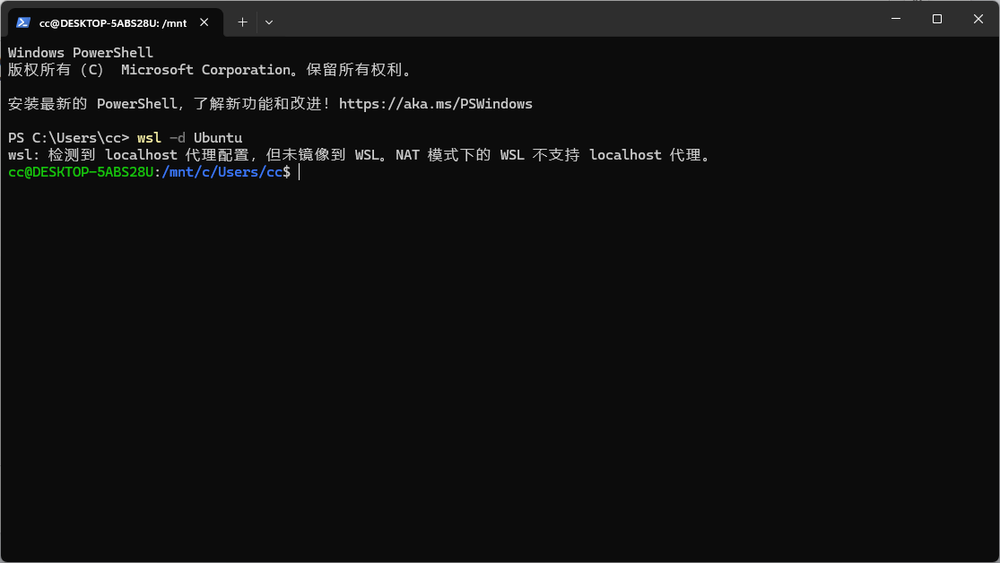 cc@DESKTOP-5ABS28U: /mnt
Windows PowerShell
版权所有（C） Microsoft Corporation。保留所有权利。
安装最新的 PowerShell，了解新功能和改进！https://aka.ms/PSWindows
PS C:\Users\cc> wsl -d Ubuntu
wsl: 检测到 localhost 代理配置，但未镜像到 WSL。NAT 模式下的 WSL 不支持 localhost 代理。
cc@DESKTOP-5ABS28U:/mnt/c/Users/cc$